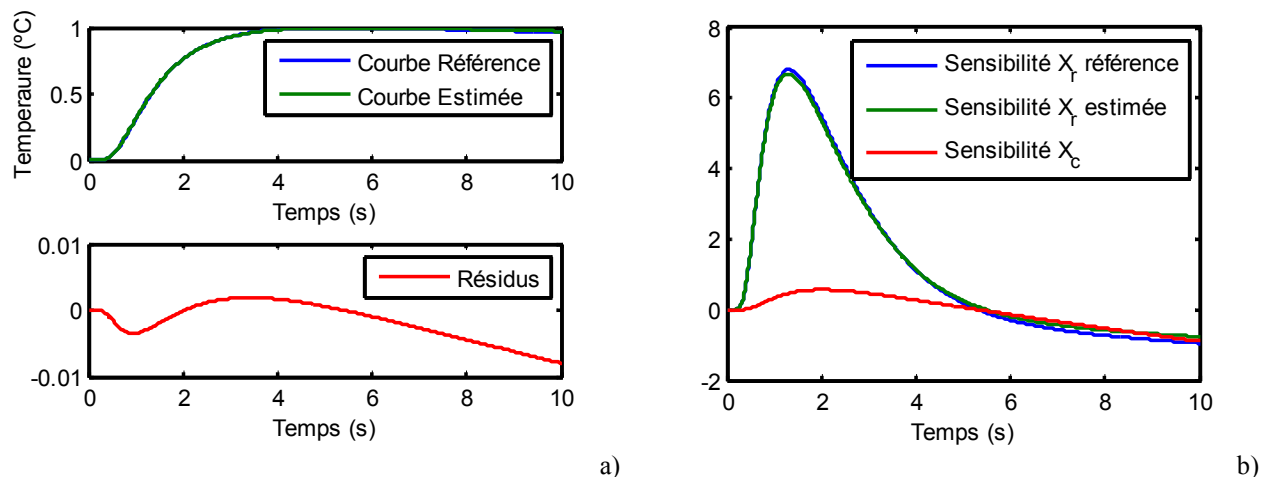 Temperaure (ºC)
1
0.5
0
Courbe Référence
Courbe Estimée
0 2 4 6 8 10
Temps (s)
0.01
0
-0.01
Résidus
0 2 4 6 8 10
Temps (s)
a)
8
6
4
2
0
-2
Sensibilité X_r référence
Sensibilité X_r estimée
Sensibilité X_c
0 2 4 6 8 10
Temps (s)
b)